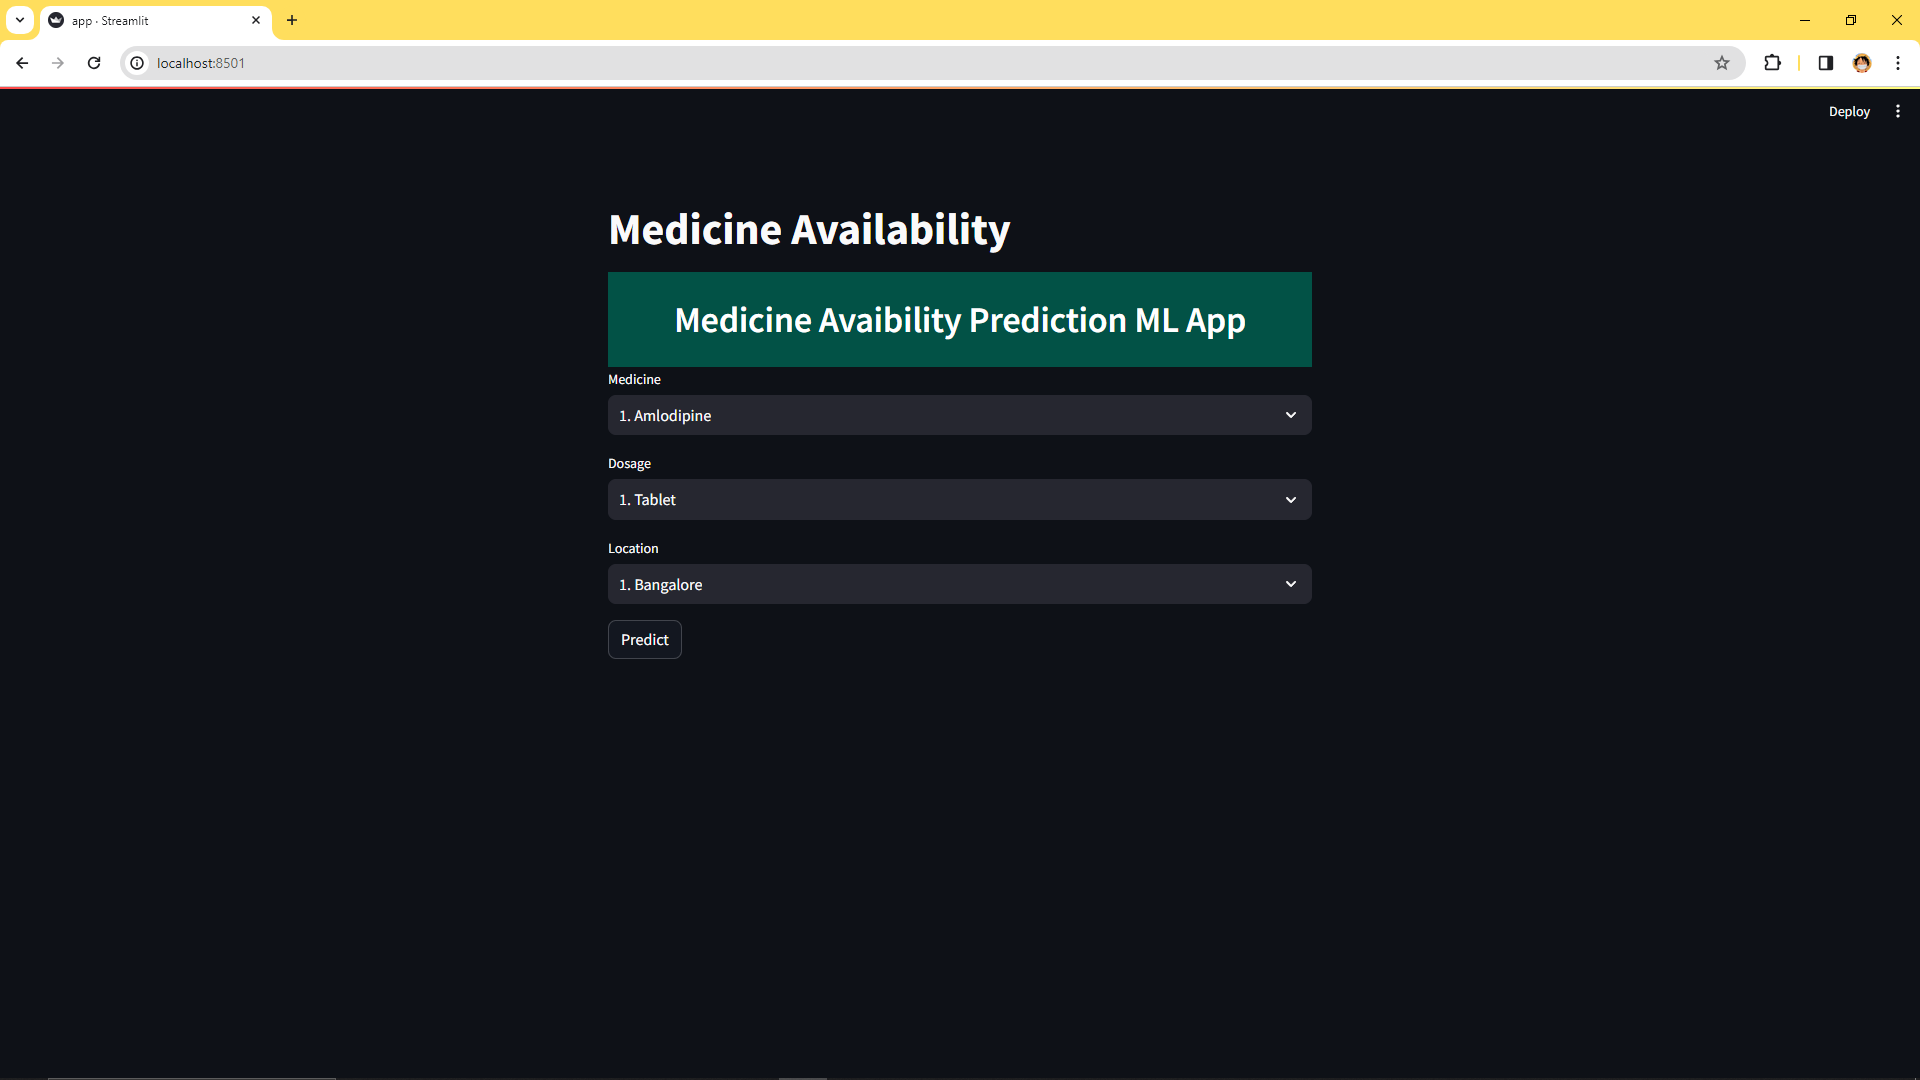 app · Streamlit
localhost:8501
Deploy
Medicine Availability
Medicine Avaibility Prediction ML App
Medicine
1. Amlodipine
Dosage
1. Tablet
Location
1. Bangalore
Predict